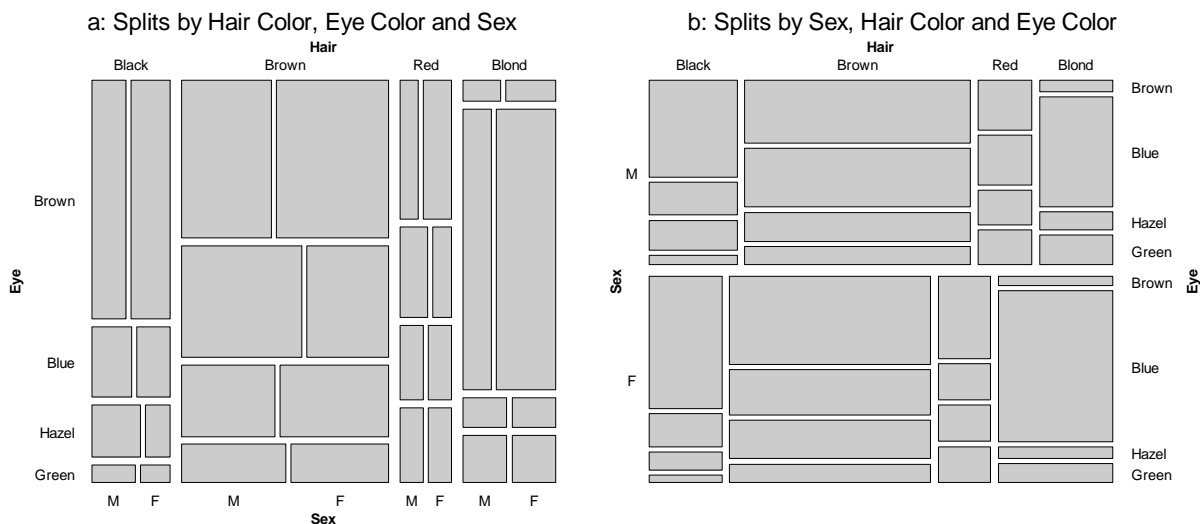 a: Splits by Hair Color, Eye Color and Sex
Hair
Black Brown Red Blond
Brown
Eye
Blue
Hazel
Green
M F M F M F M F
Sex
b: Splits by Sex, Hair Color and Eye Color
Hair
Black Brown Red Blond
Brown
Blue
M
Hazel
Green
Sex
Brown
Eye
Blue
F
Hazel
Green